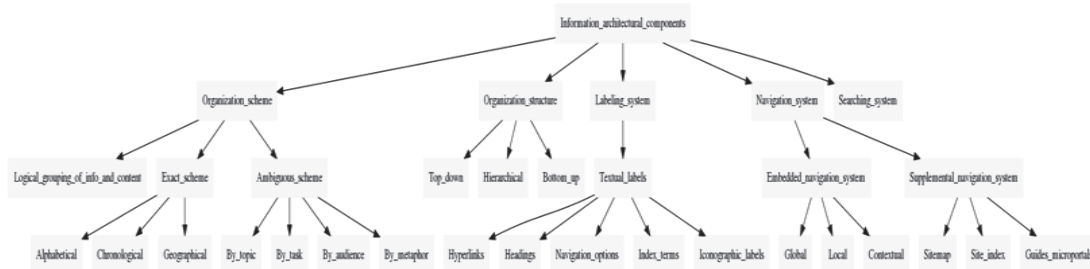 Information_architectural_components
Organization_scheme
Organization_structure
Labeling_system
Navigation_system
Searching_system
Logical_grouping_of_info_and_content
Exact_scheme
Ambiguous_scheme
Top_down
Hierarchical
Bottom_up
Textual_labels
Embedded_navigation_system
Supplemental_navigation_system
Alphabetical
Chronological
Geographical
By_topic
By_task
By_audience
By_metaphor
Hyperlinks
Headings
Navigation_options
Index_terms
Iconographic_labels
Global
Local
Contextual
Sitemap
Site_index
Guides_microportal